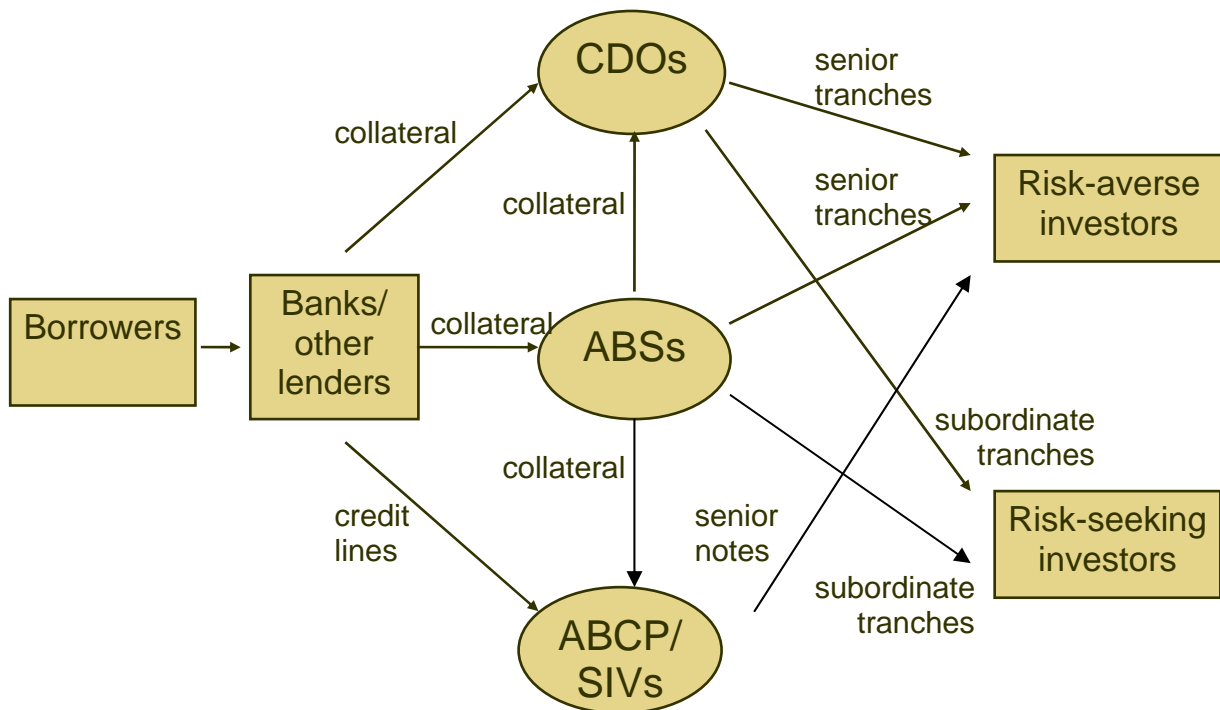 CDOs
senior
tranches
collateral
senior
tranches
Risk-averse
investors
collateral
Borrowers
Banks/
other
lenders
collateral
ABSs
subordinate
tranches
collateral
credit
lines
senior
notes
Risk-seeking
investors
subordinate
tranches
ABCP/
SIVs